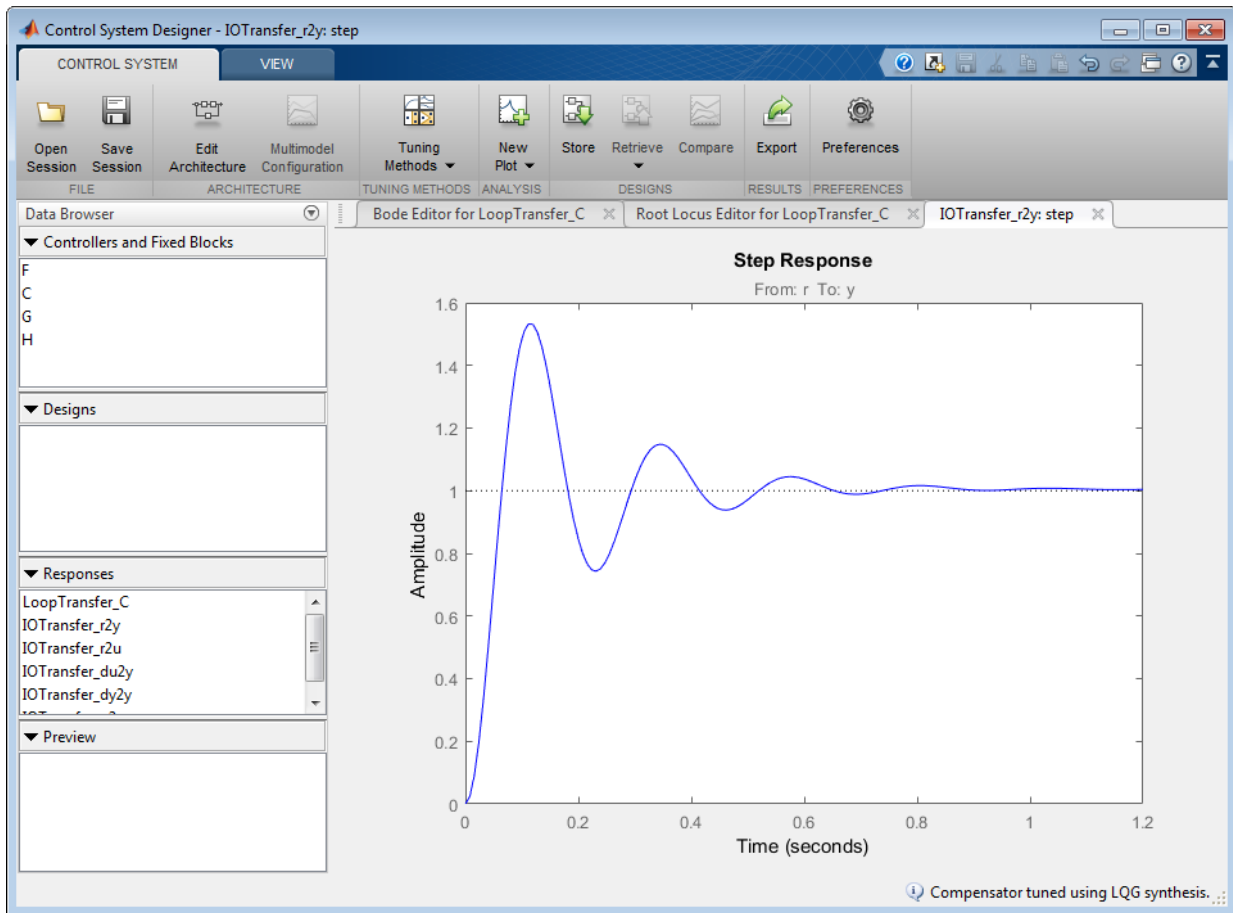 Control System Designer - IOTransfer_r2y: step
CONTROL SYSTEM
VIEW
Open Session
Save Session
Edit Architecture
Multimodel Configuration
Tuning Methods
New Plot
Store
Retrieve
Compare
Export
Preferences
FILE
ARCHITECTURE
TUNING METHODS
ANALYSIS
DESIGNS
RESULTS
PREFERENCES
Data Browser
Controllers and Fixed Blocks
F
C
G
H
Designs
Responses
LoopTransfer_C
IOTransfer_r2y
IOTransfer_r2u
IOTransfer_du2y
IOTransfer_dy2y
Preview
Bode Editor for LoopTransfer_C
Root Locus Editor for LoopTransfer_C
IOTransfer_r2y: step
Step Response
From: r To: y
1.6
1.4
1.2
1
0.8
0.6
0.4
0.2
0
Amplitude
0
0.2
0.4
0.6
0.8
1
1.2
Time (seconds)
Compensator tuned using LQG synthesis.